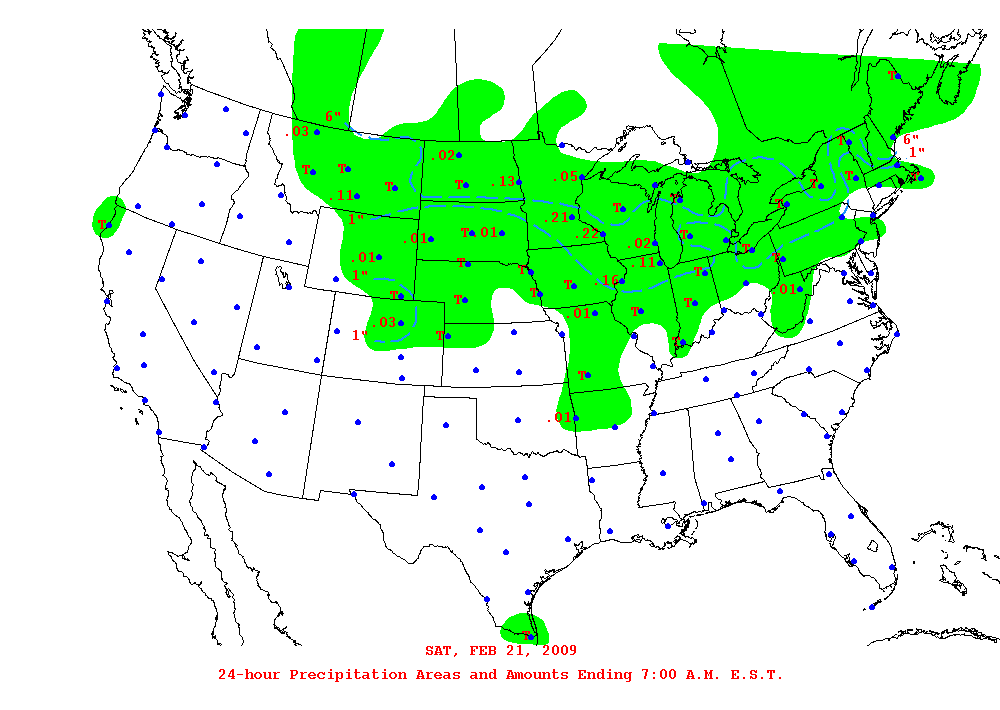 T
6"
.03
T
6"
.02
.1"
T
T
.05
T
T
T
T
.13
T
.11
T
T
T
1"
.21
T
T
.01
T
.01
.22
T
.02
T
.01
T
.11
T
1"
T
T
T
.16
.01
T
T
T
T
.03
.01
T
1"
T
T
T
.01
T
SAT, FEB 21, 2009
24-hour Precipitation Areas and Amounts Ending 7:00 A.M. E.S.T.